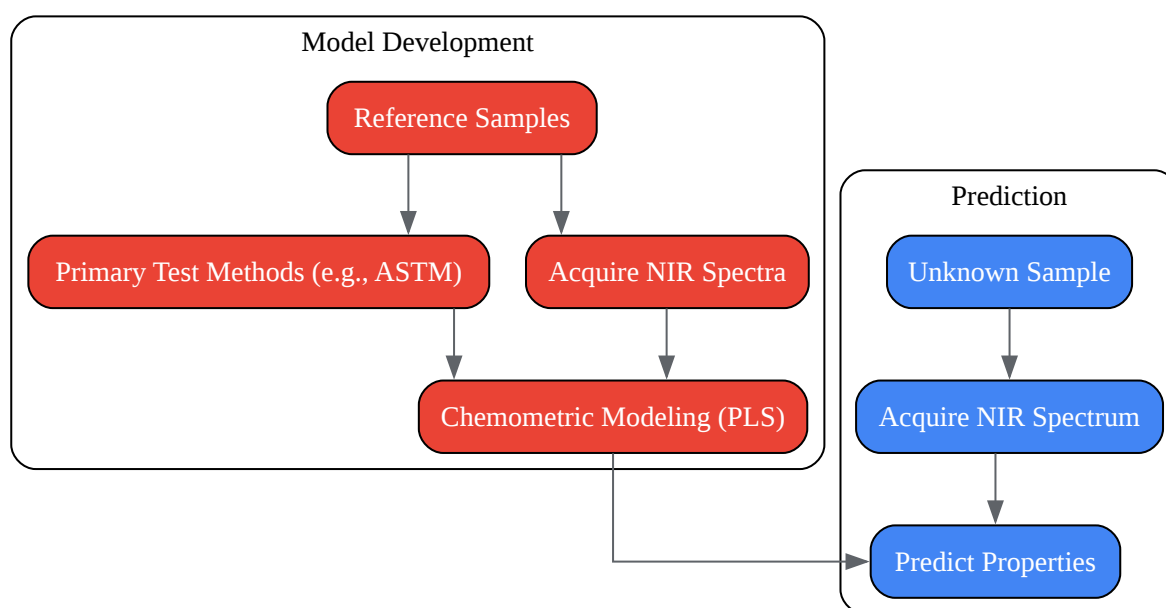 Model Development
Reference Samples
Primary Test Methods (e.g., ASTM)
Acquire NIR Spectra
Chemometric Modeling (PLS)
Prediction
Unknown Sample
Acquire NIR Spectrum
Predict Properties